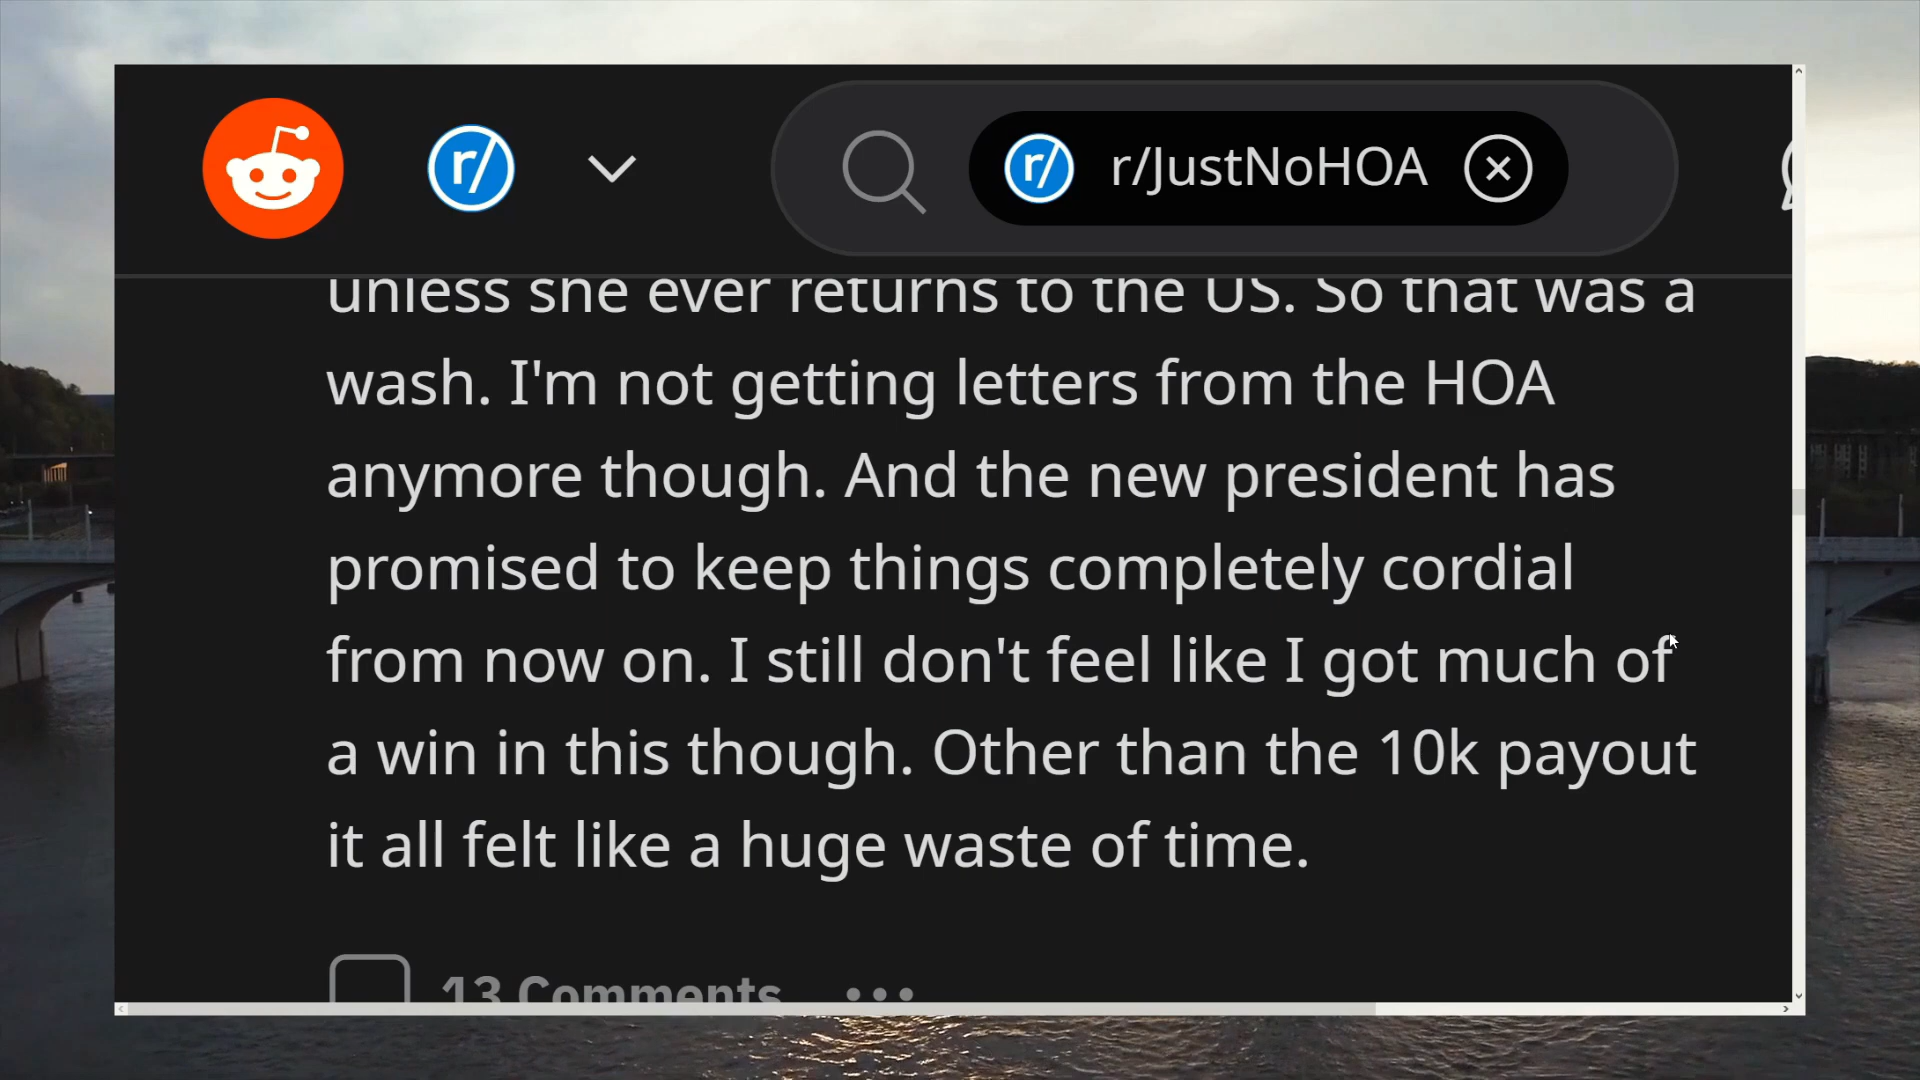 r/
r/ r/JustNoHOA
unless she ever returns to the US. So that was a
wash. I'm not getting letters from the HOA
anymore though. And the new president has
promised to keep things completely cordial
from now on. I still don't feel like I got much of
a win in this though. Other than the 10k payout
it all felt like a huge waste of time.
13 Comments